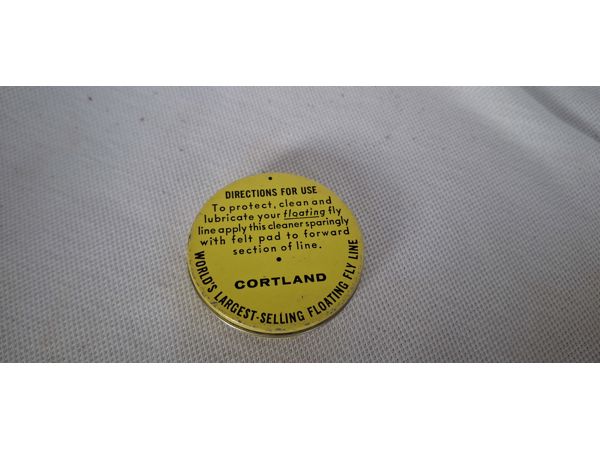 DIRECTIONS FOR USE
To protect, clean and
lubricate your floating fly
line apply this cleaner sparingly
with felt pad to forward
section of line.
CORTLAND
WORLD'S LARGEST-SELLING FLOATING FLY LINE